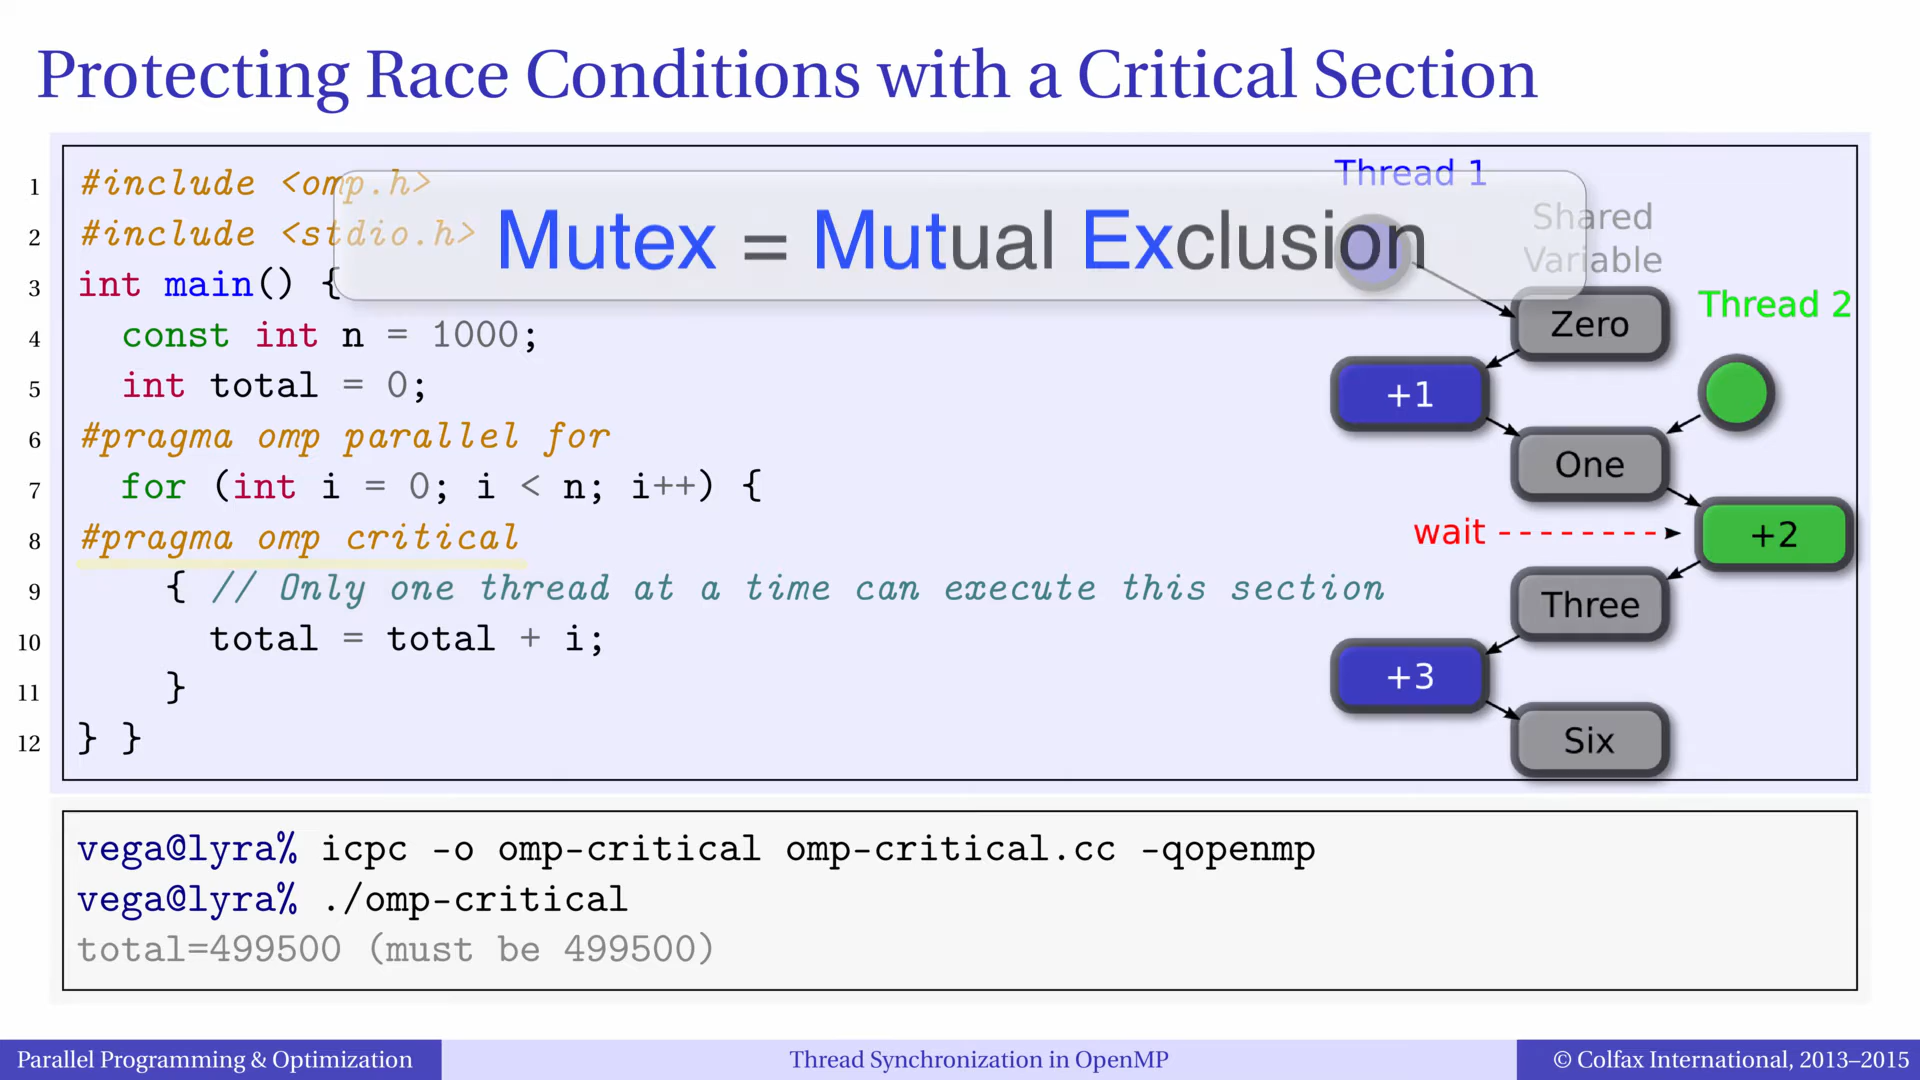 Protecting Race Conditions with a Critical Section
Mutex = Mutual Exclusion
1 #include <omp.h>
2 #include <stdio.h>
3 int main() {
4 const int n = 1000;
5 int total = 0;
6 #pragma omp parallel for
7 for (int i = 0; i < n; i++) {
8 #pragma omp critical
9 { // Only one thread at a time can execute this section
10 total = total + i;
11 }
12 } }
Thread 1
Shared
Variable
Thread 2
Zero
+1
One
wait
+2
Three
+3
Six
vega@lyra% icpc -o omp-critical omp-critical.cc -qopenmp
vega@lyra% ./omp-critical
total=499500 (must be 499500)
Parallel Programming & Optimization
Thread Synchronization in OpenMP
© Colfax International, 2013–2015